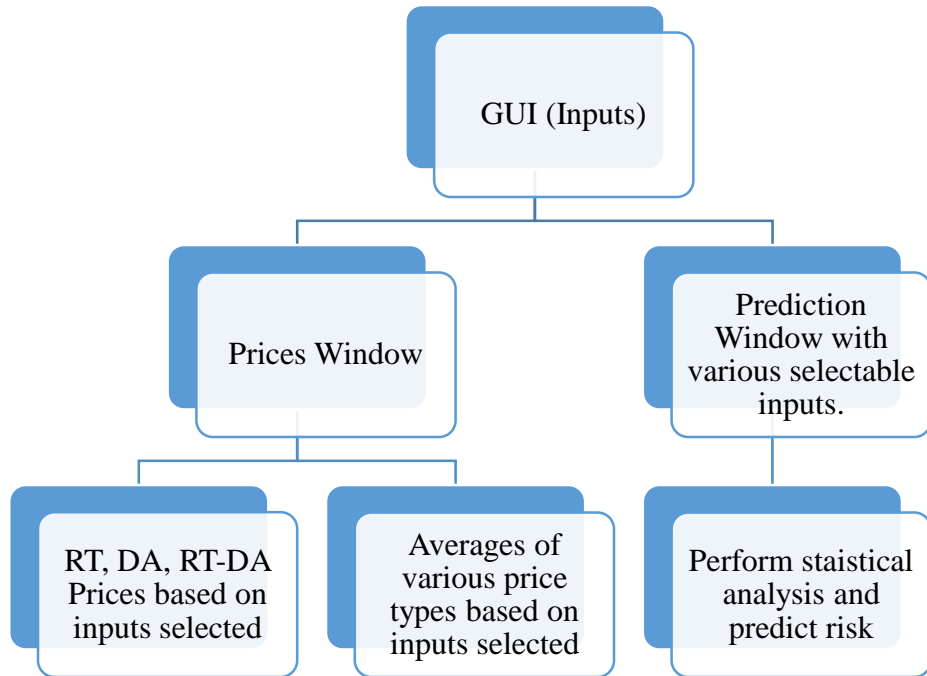 GUI (Inputs)
Prices Window
Prediction
Window with
various selectable
inputs.
RT, DA, RT-DA
Prices based on
inputs selected
Averages of
various price
types based on
inputs selected
Perform staistical
analysis and
predict risk